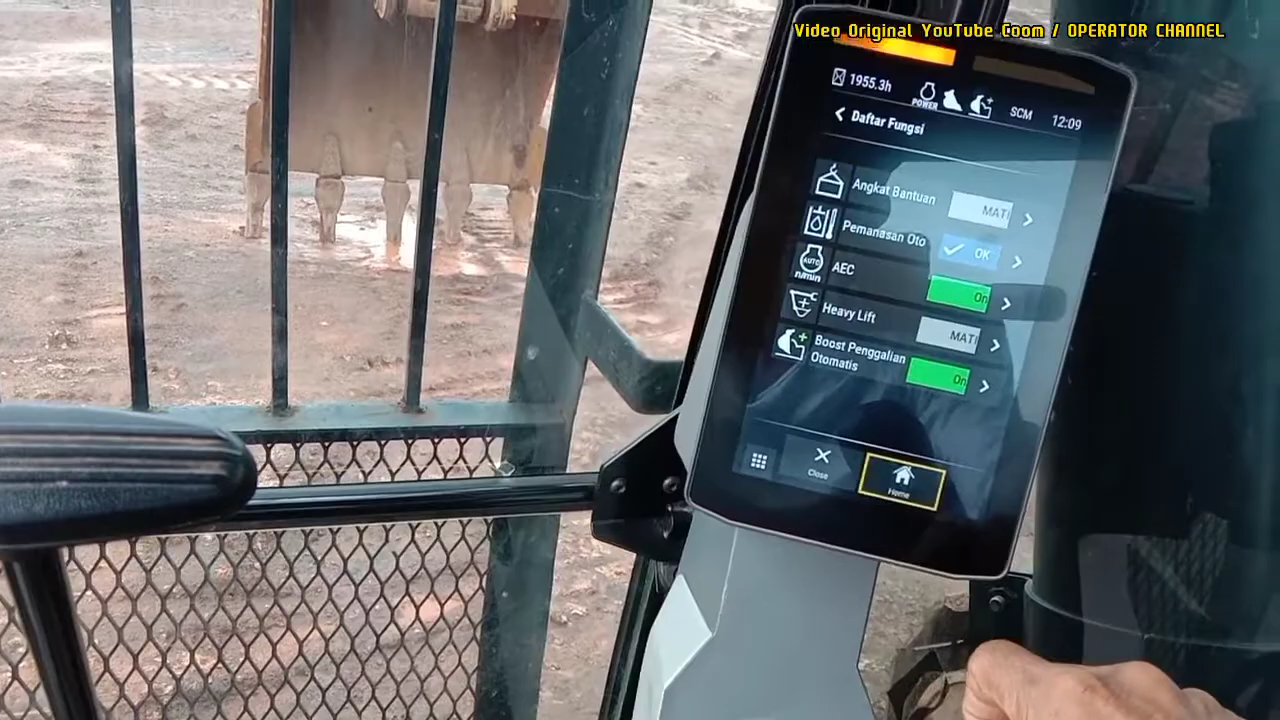 Video Original YouTube Coom / OPERATOR CHANNEL
1955.3h
POWER
SCM
12:09
Daftar Fungsi
Angkat Bantuan
MATI
Pemanasan Oto
OK
AUTO
n/min
AEC
On
Heavy Lift
MATI
Boost Penggalian
Otomatis
On
Close
Home